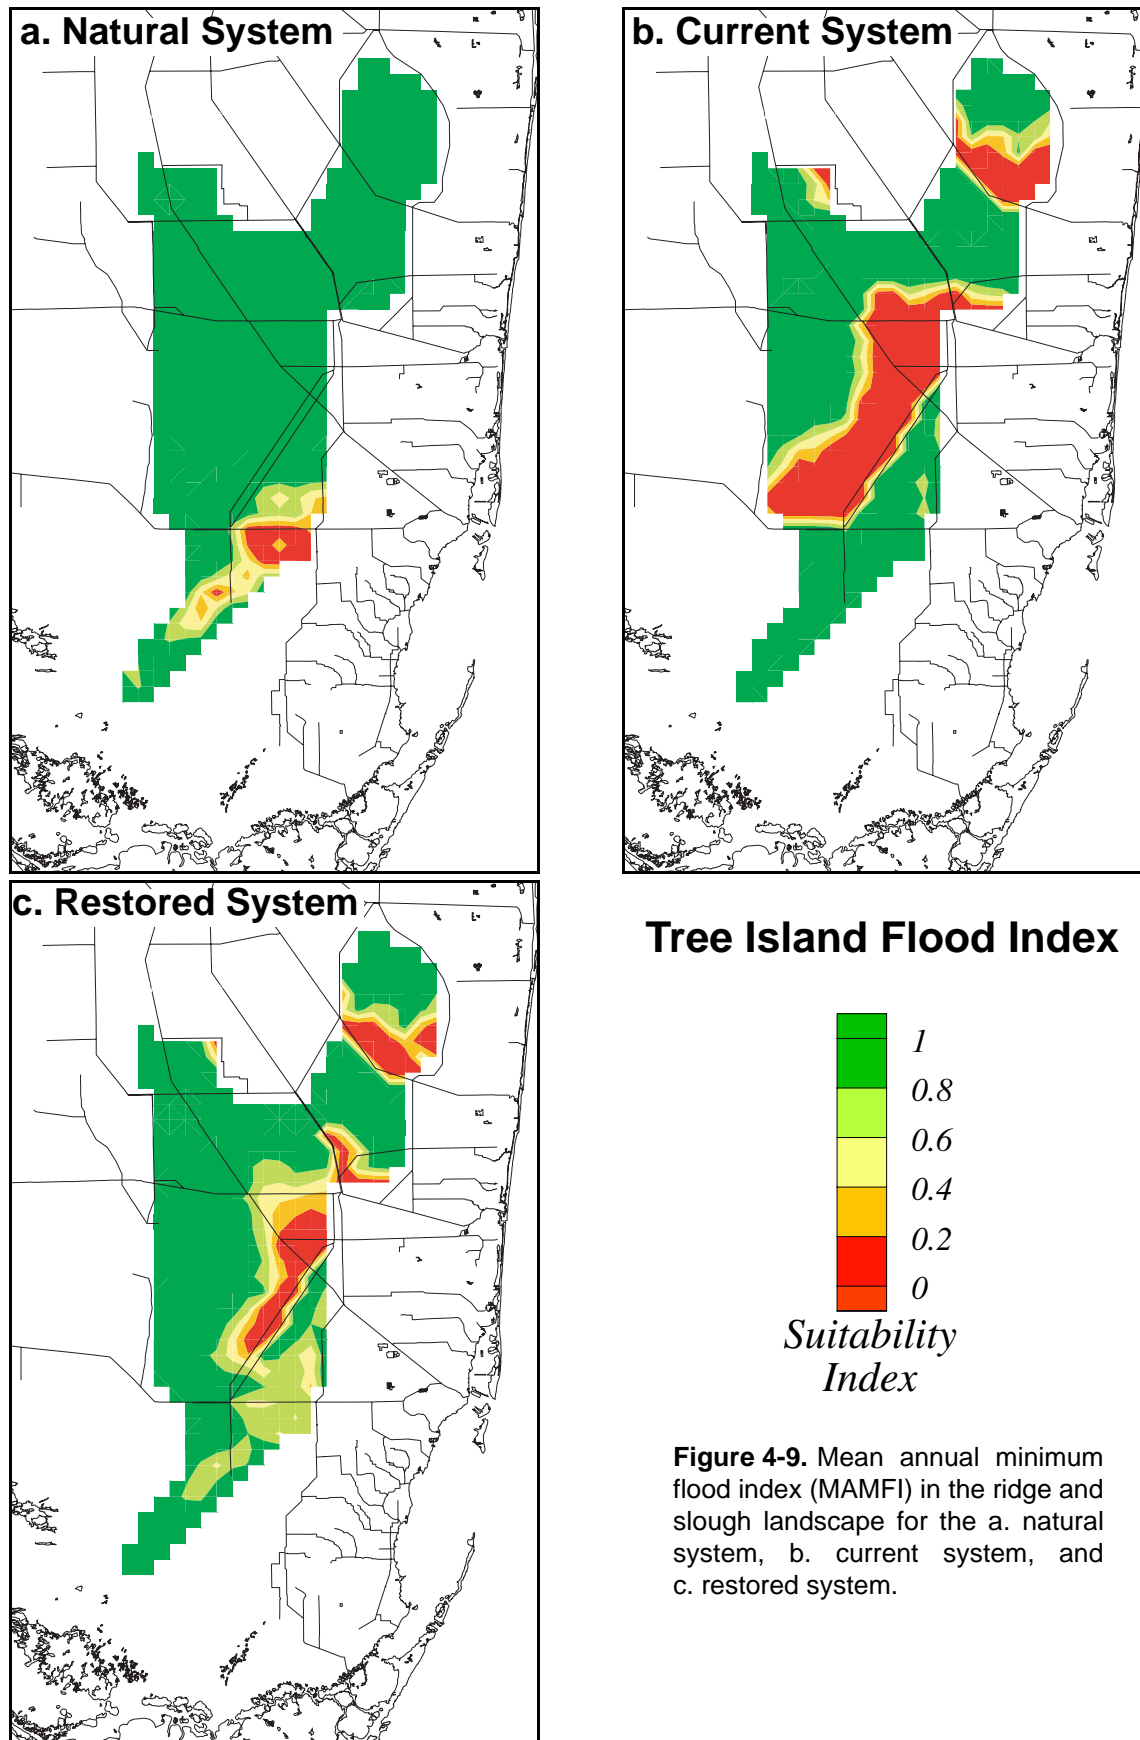 a. Natural System
b. Current System
c. Restored System
Tree Island Flood Index
1
0.8
0.6
0.4
0.2
0
Suitability
Index
Figure 4-9. Mean annual minimum
flood index (MAMFI) in the ridge and
slough landscape for the a. natural
system, b. current system, and
c. restored system.